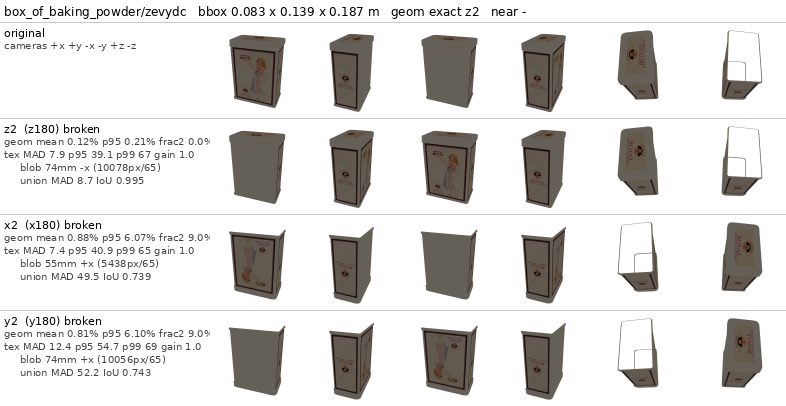 box_of_baking_powder/zevydc bbox 0.083 x 0.139 x 0.187 m geom exact z2 near -
original
cameras +x +y -x -y +z -z
z2 (z180) broken
geom mean 0.12% p95 0.21% frac2 0.0%
tex MAD 7.9 p95 39.1 p99 67 gain 1.0
blob 74mm -x (10078px/65)
union MAD 8.7 IoU 0.995
x2 (x180) broken
geom mean 0.88% p95 6.07% frac2 9.0%
tex MAD 7.4 p95 40.9 p99 65 gain 1.0
blob 55mm +x (5438px/65)
union MAD 49.5 IoU 0.739
y2 (y180) broken
geom mean 0.81% p95 6.10% frac2 9.0%
tex MAD 12.4 p95 54.7 p99 69 gain 1.0
blob 74mm +x (10056px/65)
union MAD 52.2 IoU 0.743